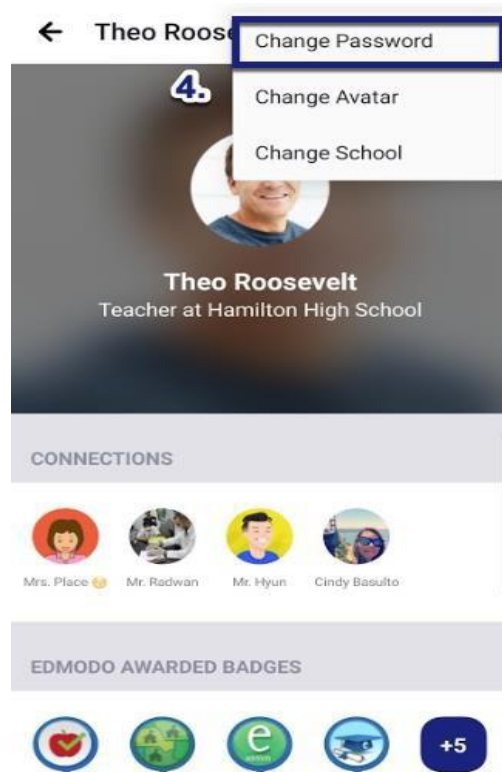 ← Theo Roose
Change Password
4.
Change Avatar
Change School
Theo Roosevelt
Teacher at Hamilton High School
CONNECTIONS
Mrs. Place 😊 Mr. Radwan Mr. Hyun Cindy Basulto
EDMODO AWARDED BADGES
e
+5